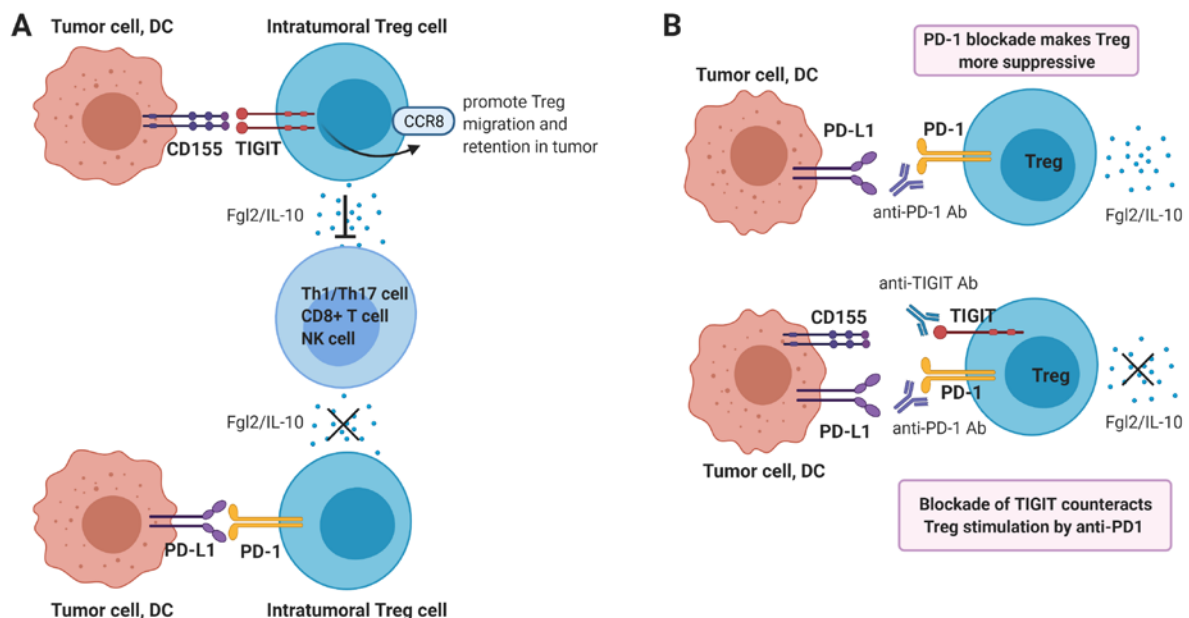 A
Tumor cell, DC
Intratumoral Treg cell
CCR8
promote Treg
migration and
retention in tumor
CD155
TIGIT
Fgl2/IL-10
Th1/Th17 cell
CD8+ T cell
NK cell
Fgl2/IL-10
PD-L1
PD-1
Tumor cell, DC
Intratumoral Treg cell
B
PD-1 blockade makes Treg
more suppressive
Tumor cell, DC
PD-L1
PD-1
Treg
anti-PD-1 Ab
Fgl2/IL-10
anti-TIGIT Ab
CD155
TIGIT
Treg
PD-1
PD-L1
anti-PD-1 Ab
Fgl2/IL-10
Tumor cell, DC
Blockade of TIGIT counteracts
Treg stimulation by anti-PD1